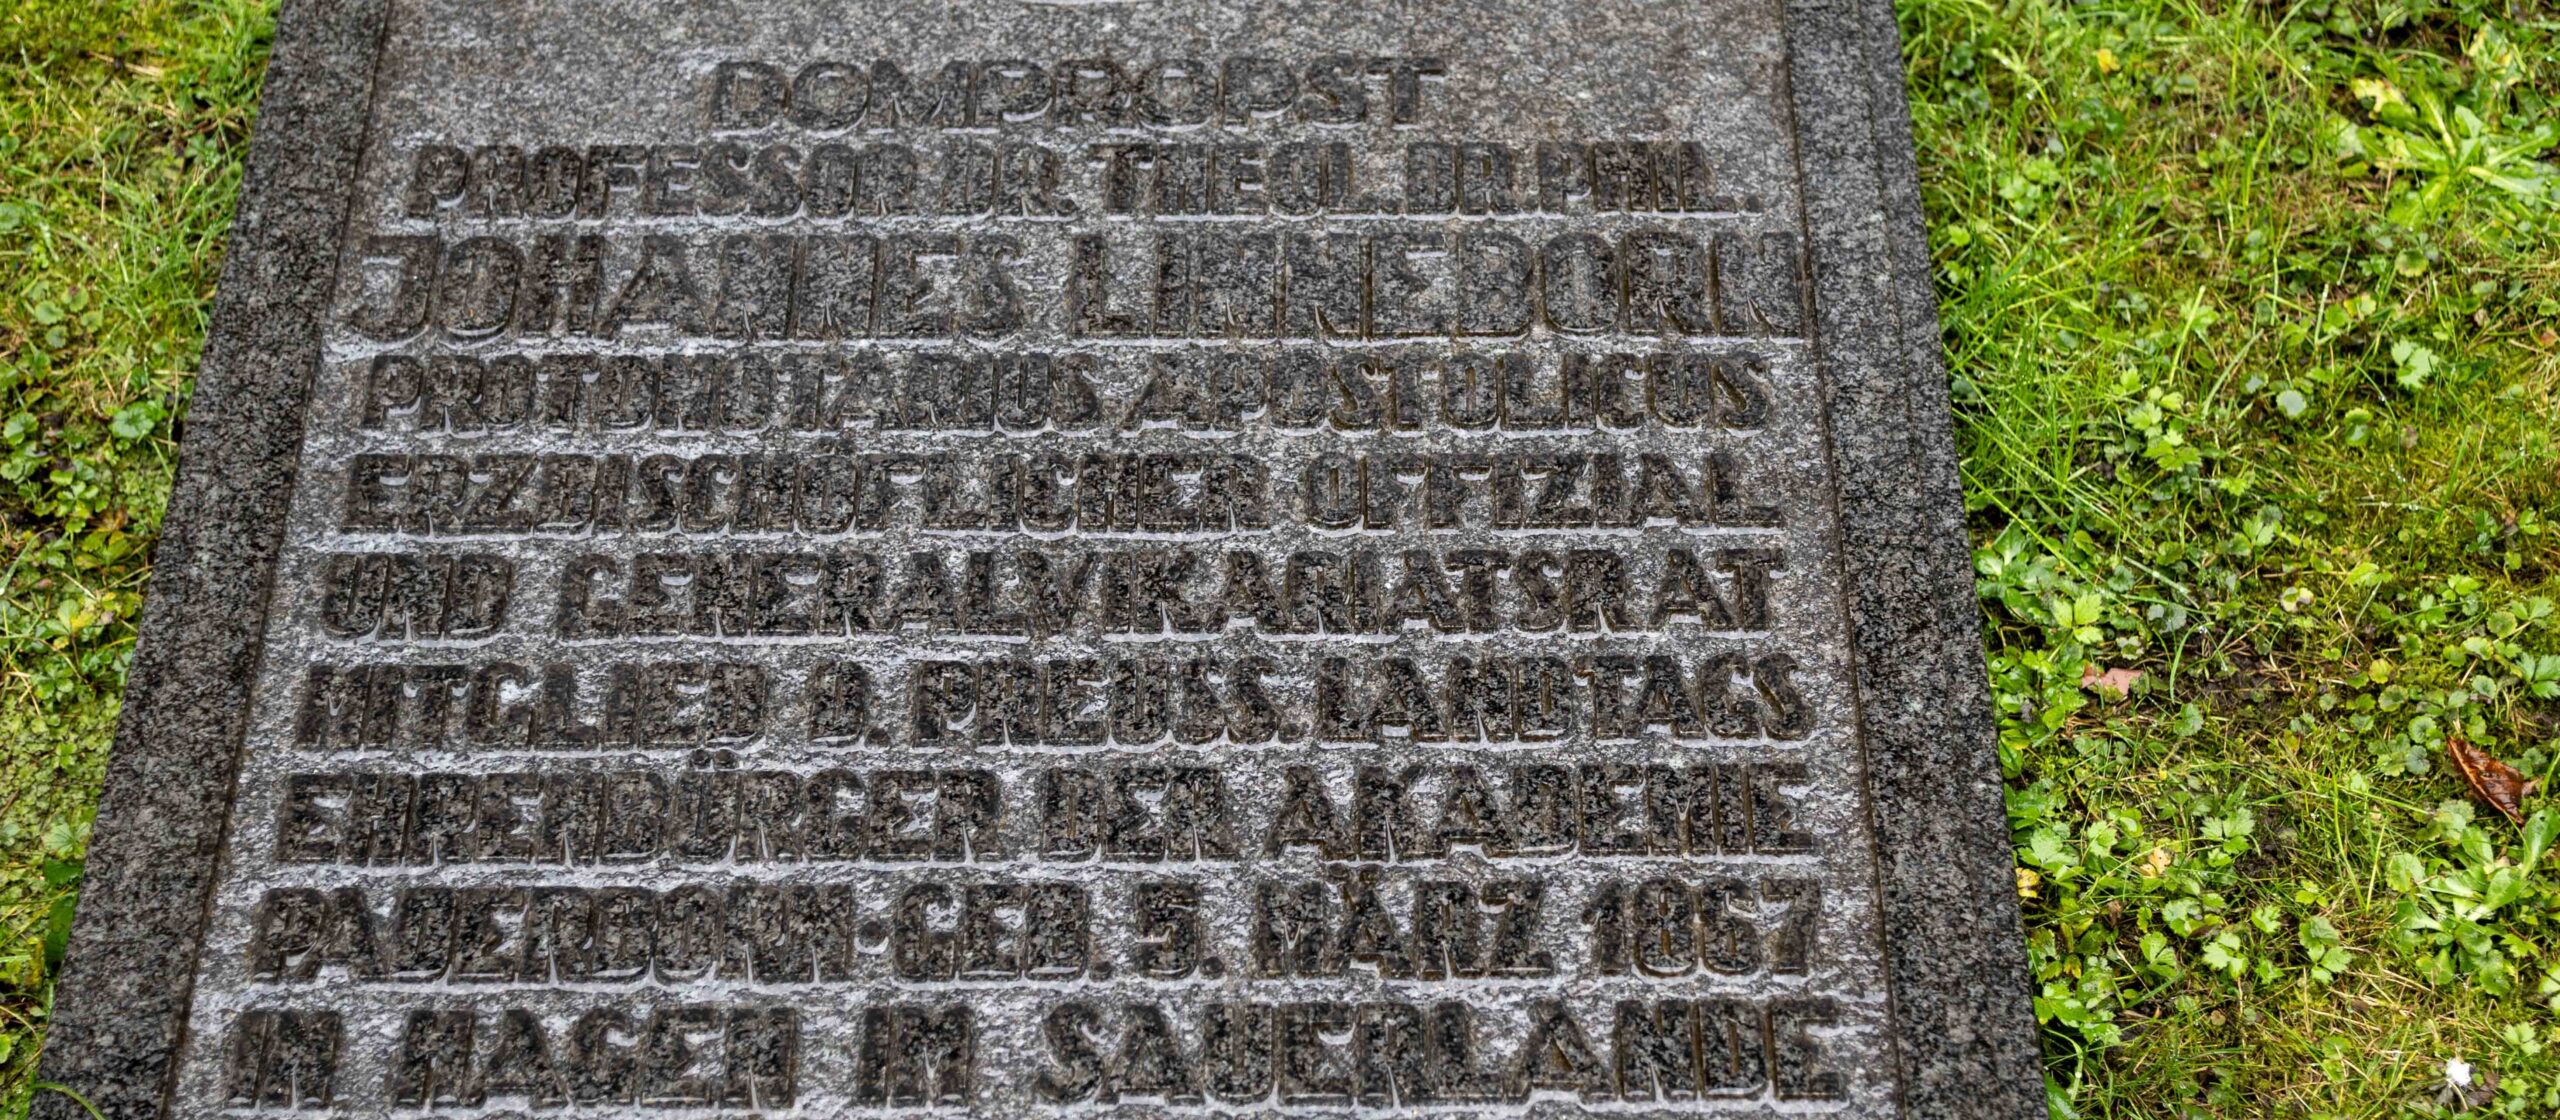 DOMPROPST
PROFESSOR DR. THEOL. DR. PHIL.
JOHANNES LINNEBORN
PROTONOTARIUS APOSTOLICUS
ERZBISCHÖFLICHER OFFIZIAL
UND GENERALVIKARIATSRAT
MITGLIED D. PREUSS. LANDTAGS
EHRENBÜRGER DER AKADEMIE
PADERBORN·GEB. 5. MÄRZ 1867
IN HAGEN IM SAUERLANDE